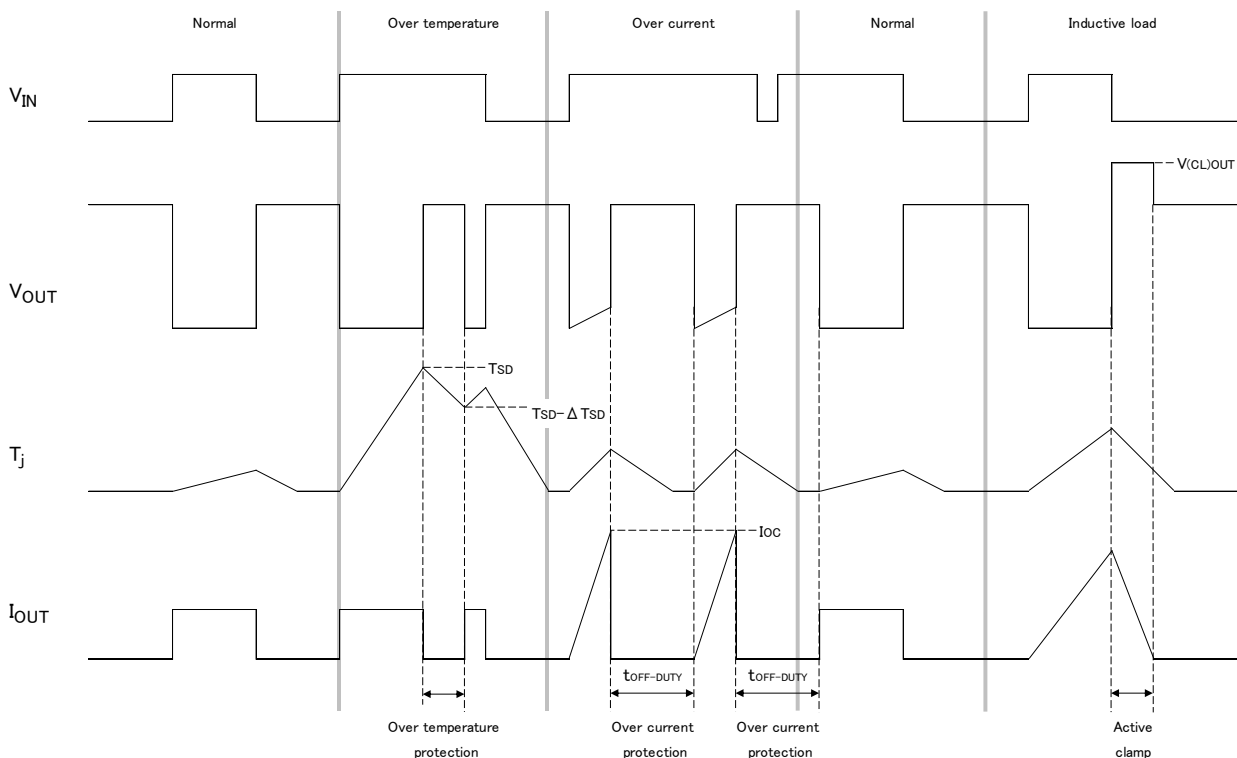 Normal
Over temperature
Over current
Normal
Inductive load
VIN
V(CL)OUT
VOUT
TSD
TSD-ΔTSD
Tj
IOC
IOUT
tOFF-DUTY
tOFF-DUTY
Over temperature
protection
Over current
protection
Over current
protection
Active
clamp